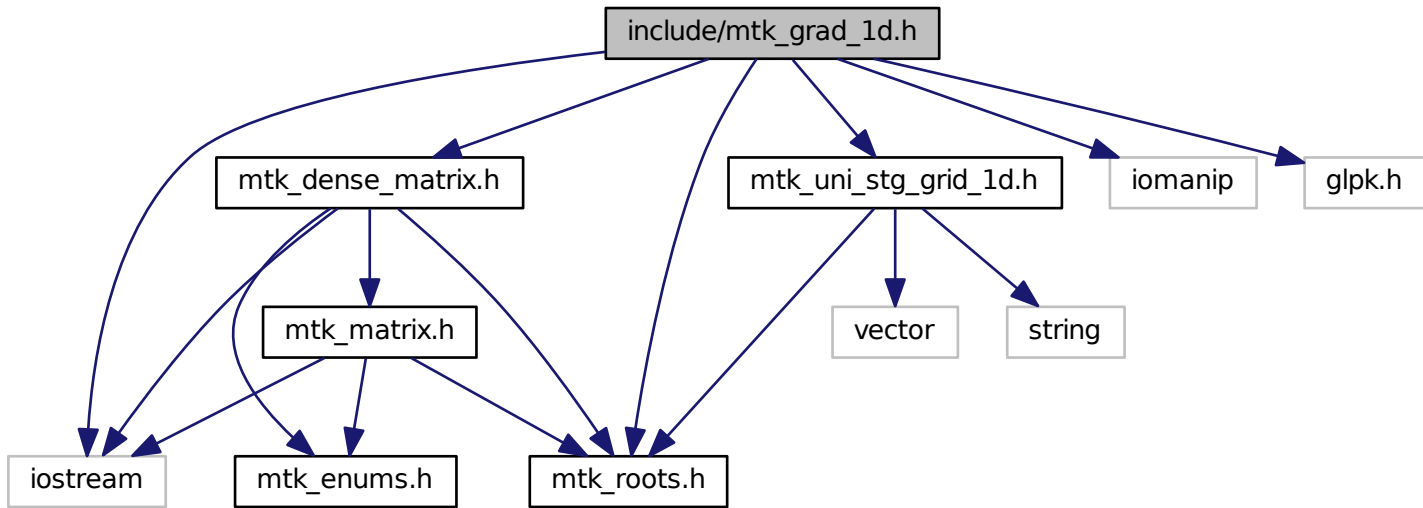 include/mtk_grad_1d.h
mtk_dense_matrix.h
mtk_uni_stg_grid_1d.h
iomanip
glpk.h
mtk_matrix.h
vector
string
iostream
mtk_enums.h
mtk_roots.h